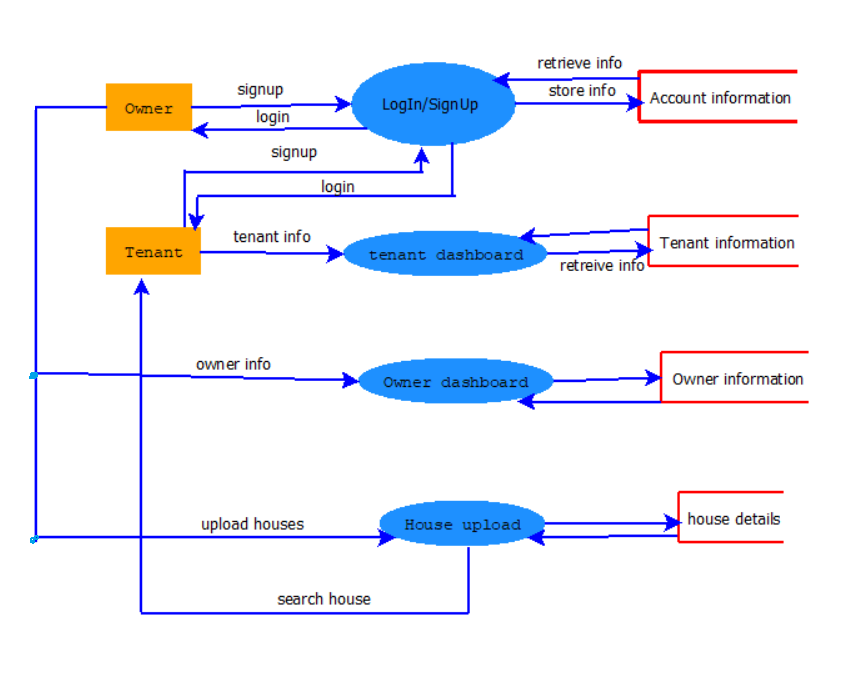 retrieve info
signup
store info
Owner
LogIn/SignUp
Account information
login
signup
login
tenant info
Tenant
tenant dashboard
Tenant information
retreive info
owner info
Owner dashboard
Owner information
upload houses
House upload
house details
search house